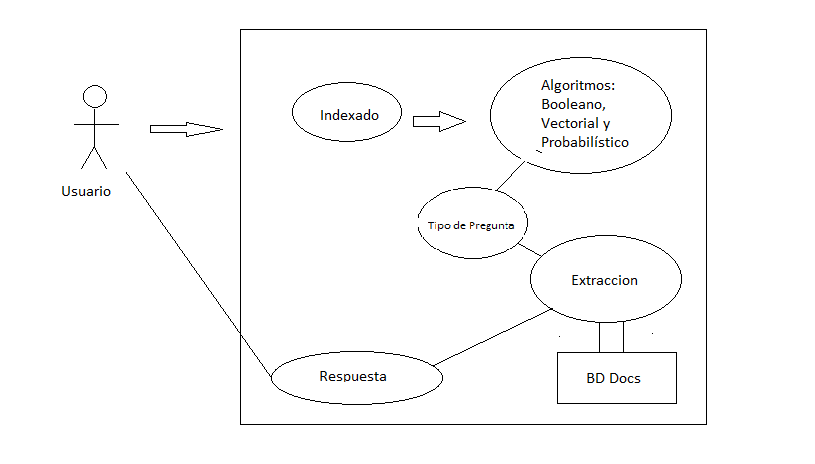 Usuario
Indexado
Algoritmos:
Booleano,
Vectorial y
Probabilístico
Tipo de Pregunta
Extraccion
Respuesta
BD Docs